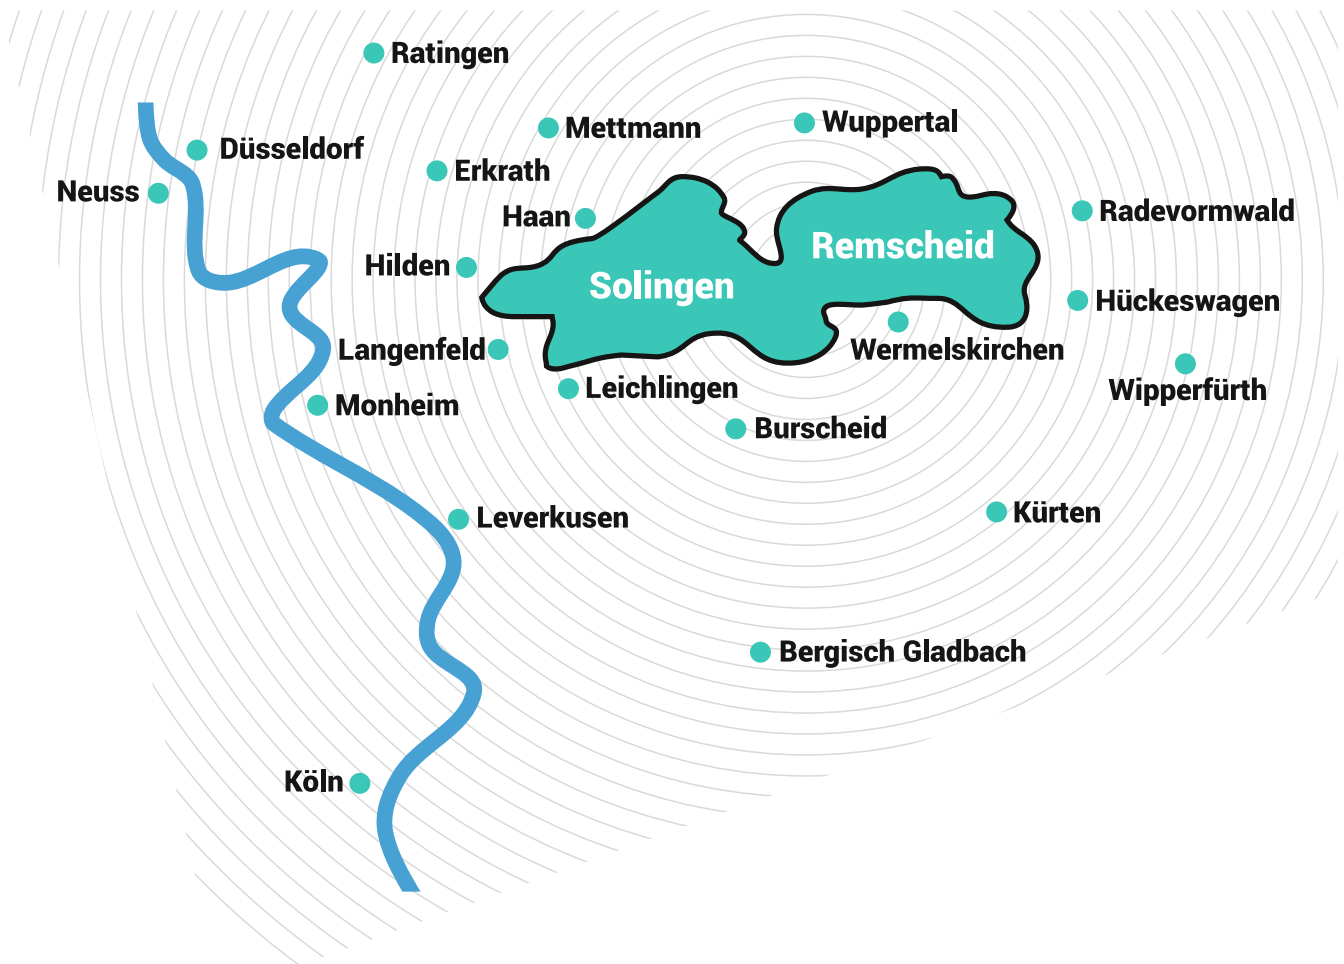 Ratingen
Wuppertal
Mettmann
Düsseldorf
Erkrath
Neuss
Radevormwald
Haan
Remscheid
Hilden
Solingen
Hückeswagen
Langenfeld
Wermelskirchen
Leichlingen
Wipperfürth
Monheim
Burscheid
Kürten
Leverkusen
Bergisch Gladbach
Köln